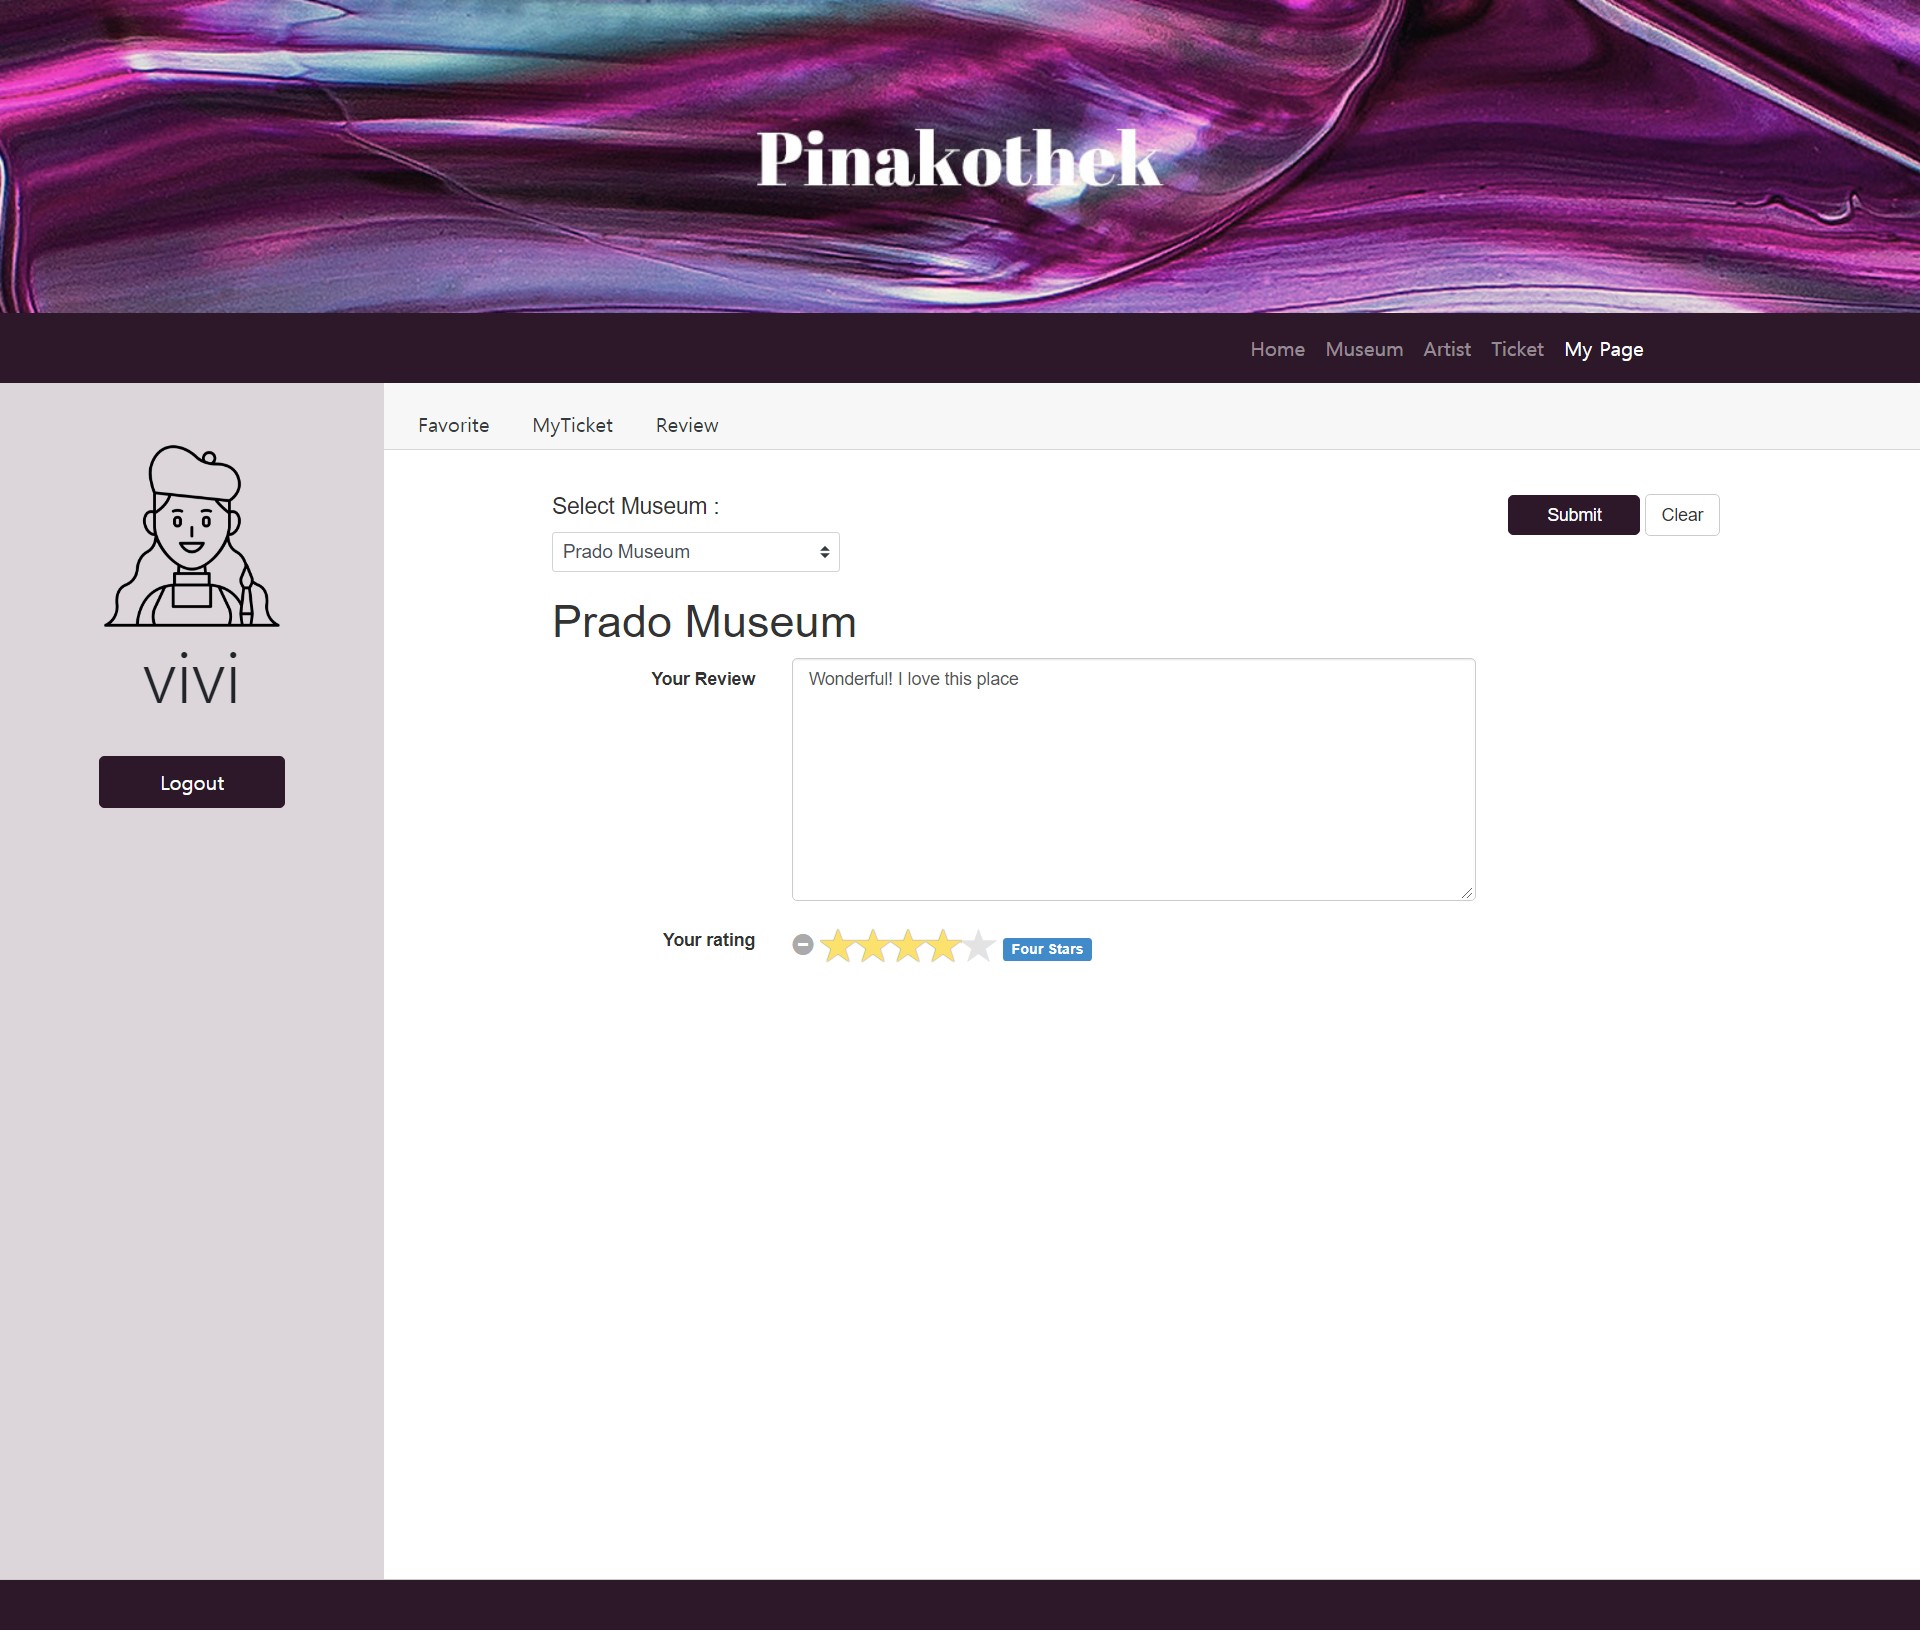 Pinakothek
Home Museum Artist Ticket My Page
Favorite MyTicket Review
vivi
Logout
Select Museum :
Submit Clear
Prado Museum
Prado Museum
Your Review
Wonderful! I love this place
Your rating
Four Stars